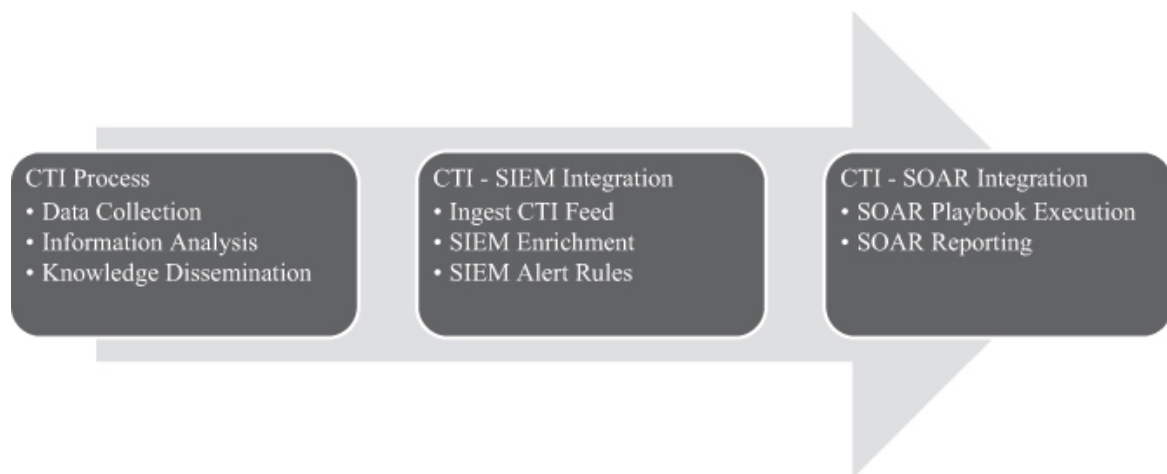 CTI Process
• Data Collection
• Information Analysis
• Knowledge Dissemination
CTI - SIEM Integration
• Ingest CTI Feed
• SIEM Enrichment
• SIEM Alert Rules
CTI - SOAR Integration
• SOAR Playbook Execution
• SOAR Reporting